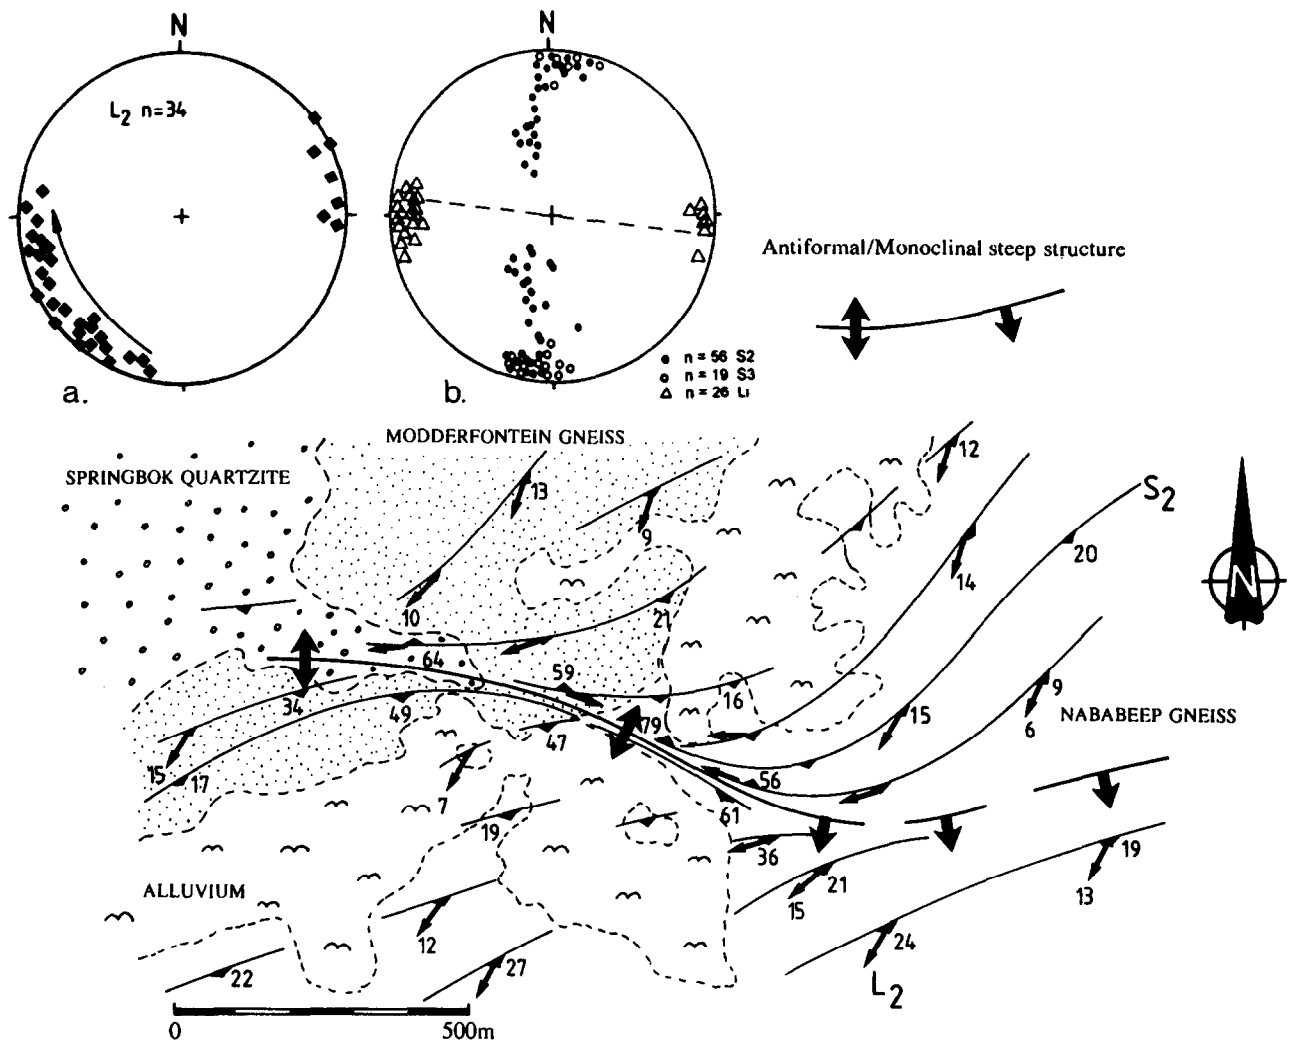 N
N
L2 n=34
a.
b.
n = 56 S2
n = 19 S3
n = 26 Li
Antiformal/Monoclinal steep structure
MODDERFONTEIN GNEISS
SPRINGBOK QUARTZITE
12
13
S2
9
20
14
10
21
64
59
34
49
16
9
15
6
NABABEEP GNEISS
79
47
15
17
56
7
61
19
36
19
21
13
ALLUVIUM
15
12
24
27
22
L2
N
0
500m